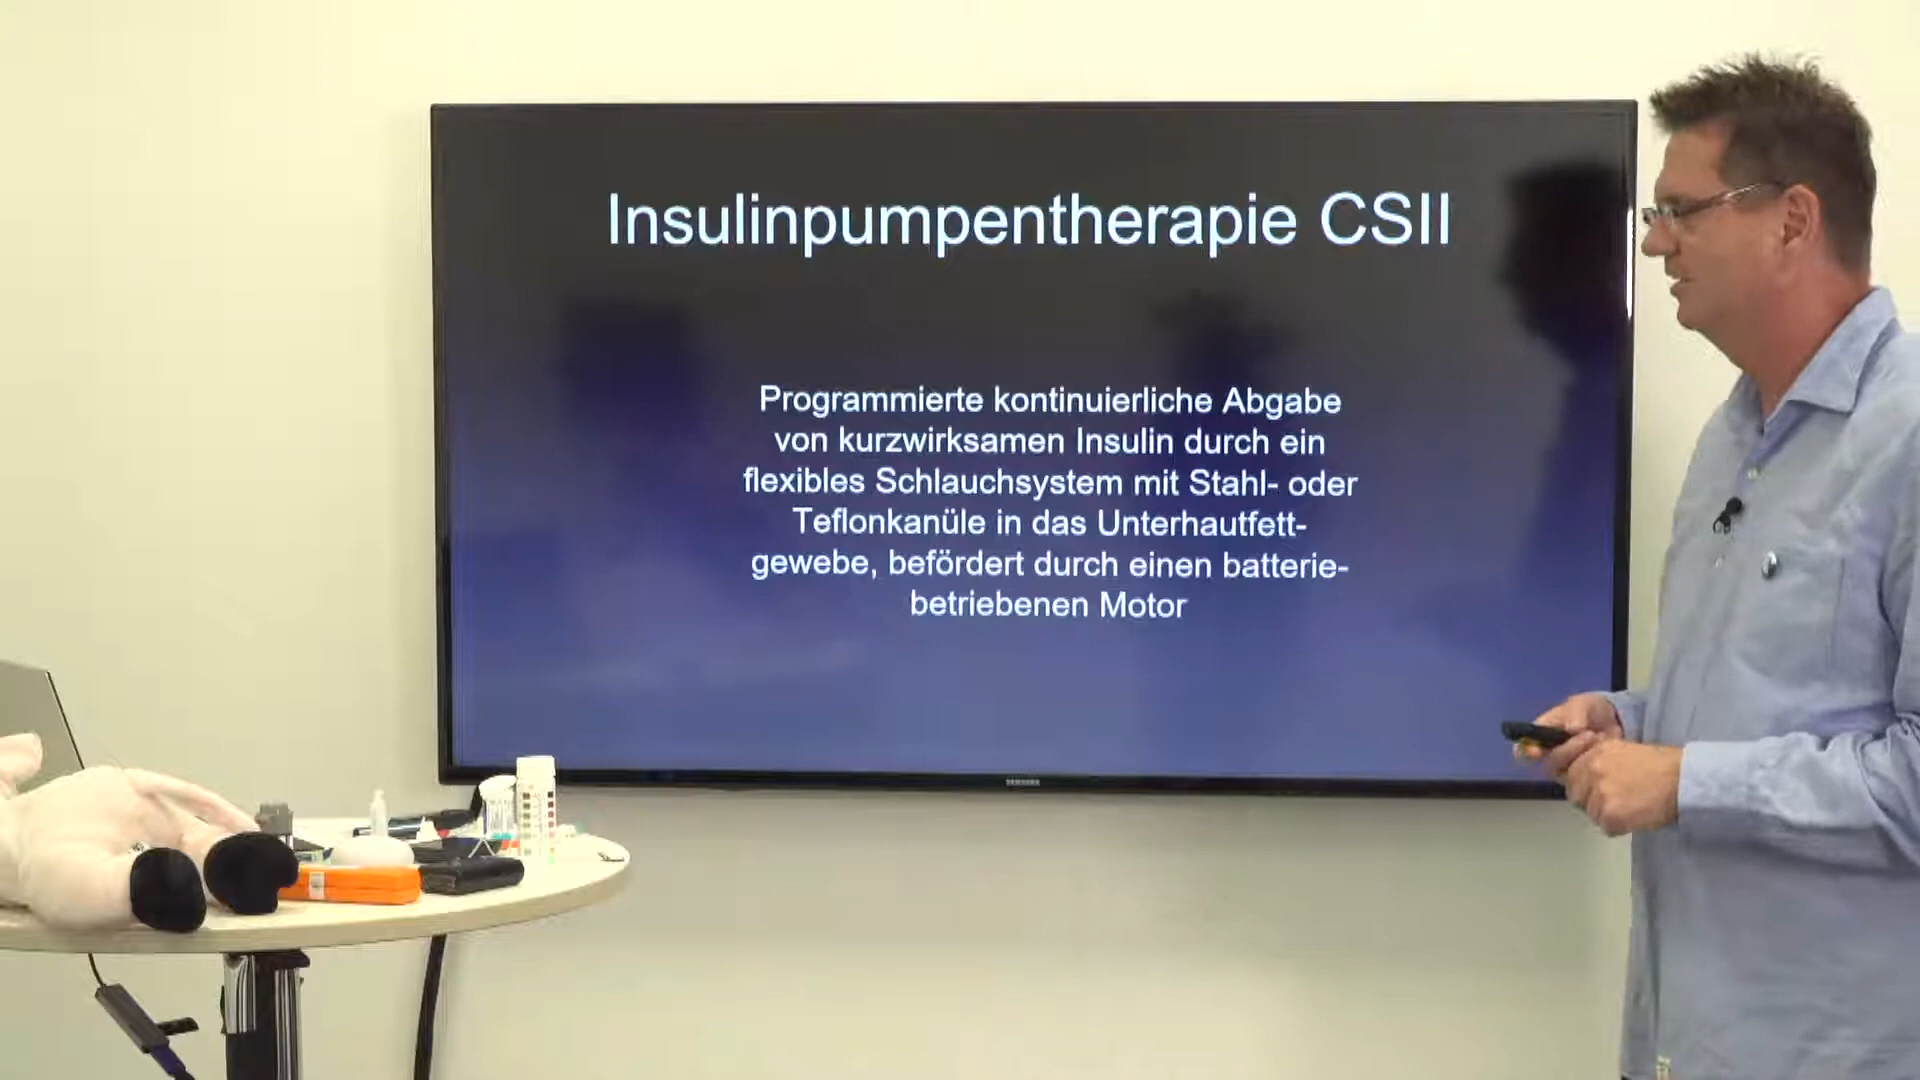 Insulinpumpentherapie CSII
Programmierte kontinuierliche Abgabe
von kurzwirksamen Insulin durch ein
flexibles Schlauchsystem mit Stahl- oder
Teflonkanüle in das Unterhautfett-
gewebe, befördert durch einen batterie-
betriebenen Motor
SAMSUNG